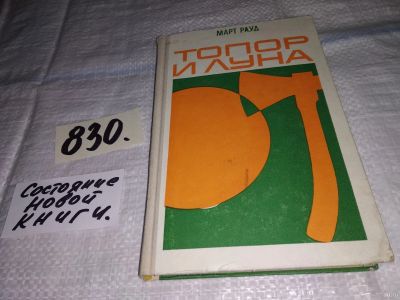 МАРТ РАУД
ТОПОР
И ЛУНА
830.
Состояние
новой
книги.